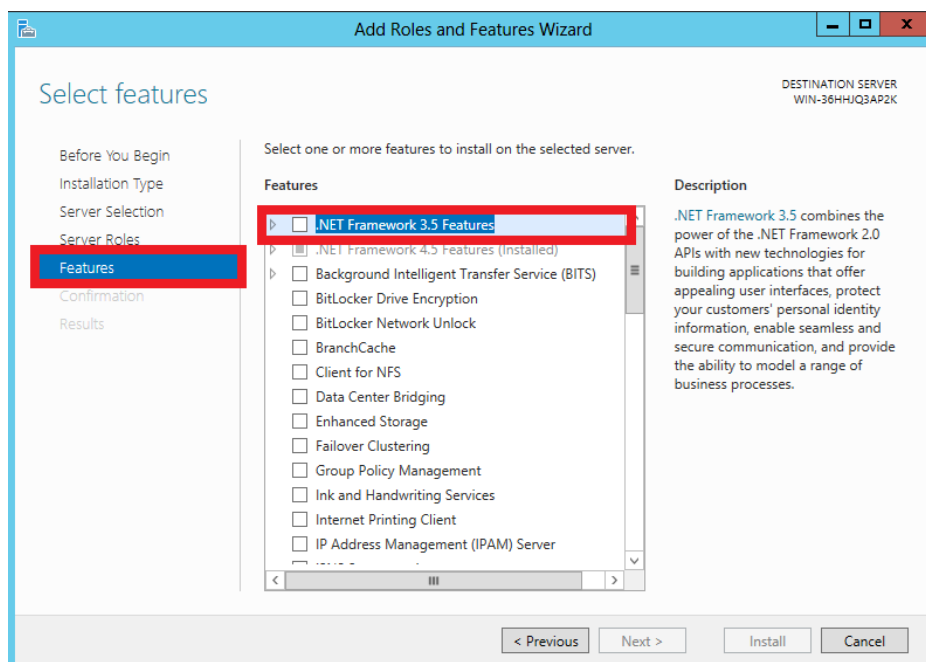 Add Roles and Features Wizard
Select features
DESTINATION SERVER
WIN-36HHJQ3AP2K
Before You Begin
Installation Type
Server Selection
Server Roles
Features
Confirmation
Results
Select one or more features to install on the selected server.
Features
.NET Framework 3.5 Features
.NET Framework 4.5 Features (Installed)
Background Intelligent Transfer Service (BITS)
BitLocker Drive Encryption
BitLocker Network Unlock
BranchCache
Client for NFS
Data Center Bridging
Enhanced Storage
Failover Clustering
Group Policy Management
Ink and Handwriting Services
Internet Printing Client
IP Address Management (IPAM) Server
Description
.NET Framework 3.5 combines the
power of the .NET Framework 2.0
APIs with new technologies for
building applications that offer
appealing user interfaces, protect
your customers' personal identity
information, enable seamless and
secure communication, and provide
the ability to model a range of
business processes.
< Previous
Next >
Install
Cancel